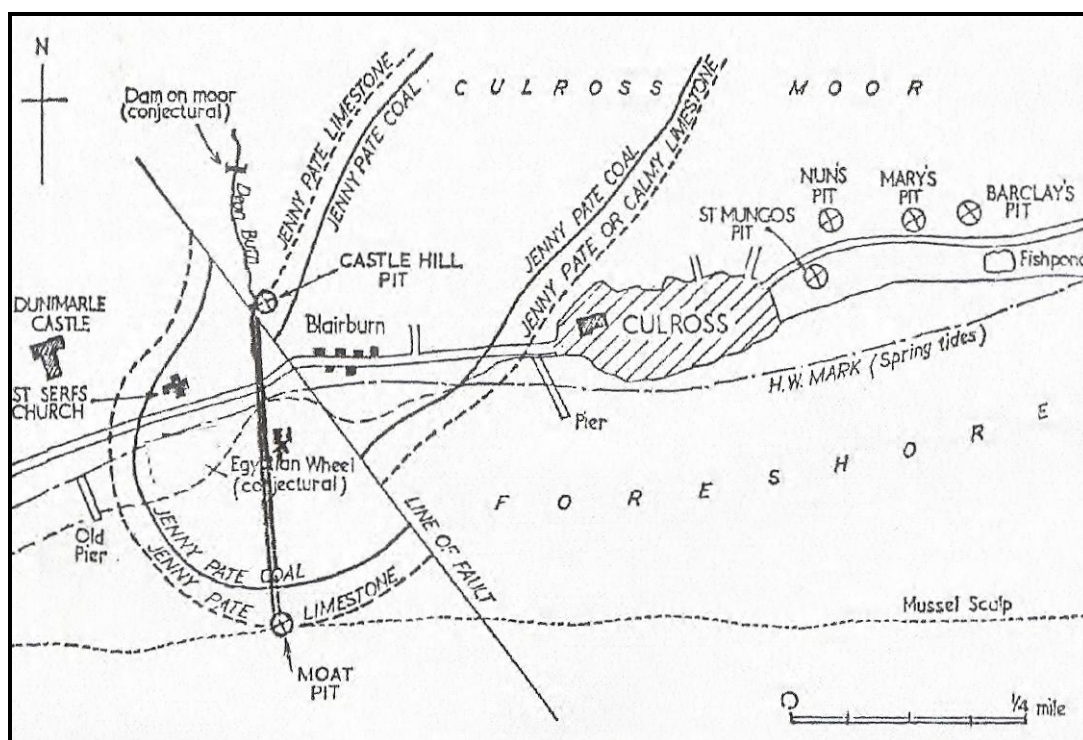 N
CULROSS MOOR
Dam on moor
(conjectural)
Dean Burn
JENNY PATE LIMESTONE
JENNY PATE COAL
JENNY PATE COAL
JENNY PATE OR CALMY LIMESTONE
NUN'S
PIT
MARY'S
PIT
BARCLAY'S
PIT
ST MUNGOS
PIT
Fishpond
CASTLE HILL
PIT
DUNIMARLE
CASTLE
Blairburn
CULROSS
ST SERFS
CHURCH
H.W. MARK (Spring tides)
Pier
Egyptian Wheel
(conjectural)
FORESHORE
Old
Pier
JENNY PATE COAL
JENNY PATE LIMESTONE
LINE OF FAULT
Mussel Scalp
MOAT
PIT
0 1/4 mile